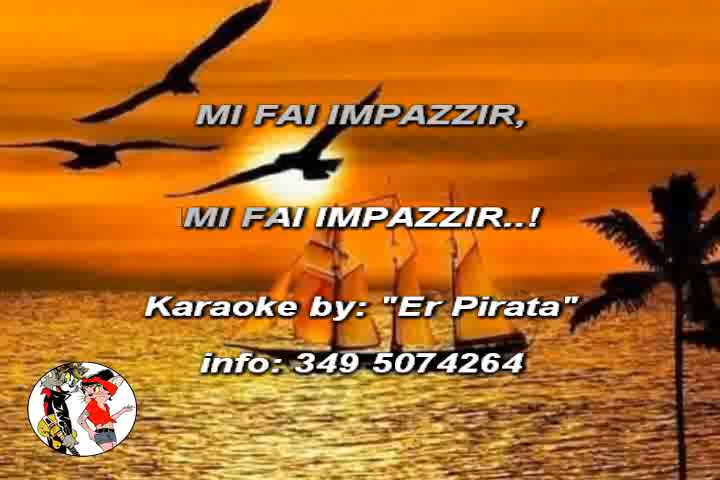 MI FAI IMPAZZIR,
MI FAI IMPAZZIR..!
Karaoke by: "Er Pirata"
info: 349 5074264